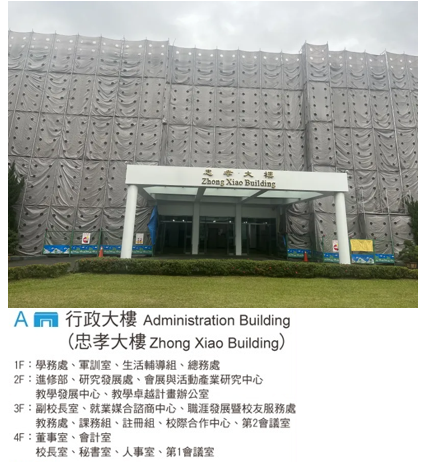 忠孝大樓
Zhong Xiao Building
A 行政大樓 Administration Building
（忠孝大樓 Zhong Xiao Building）
1F：學務處、軍訓室、生活輔導組、總務處
2F：進修部、研究發展處、會展與活動產業研究中心
教學發展中心、教學卓越計畫辦公室
3F：副校長室、就業媒合諮商中心、職涯發展暨校友服務處
教務處、課務組、註冊組、校際合作中心、第2會議室
4F：董事室、會計室
校長室、秘書室、人事室、第1會議室